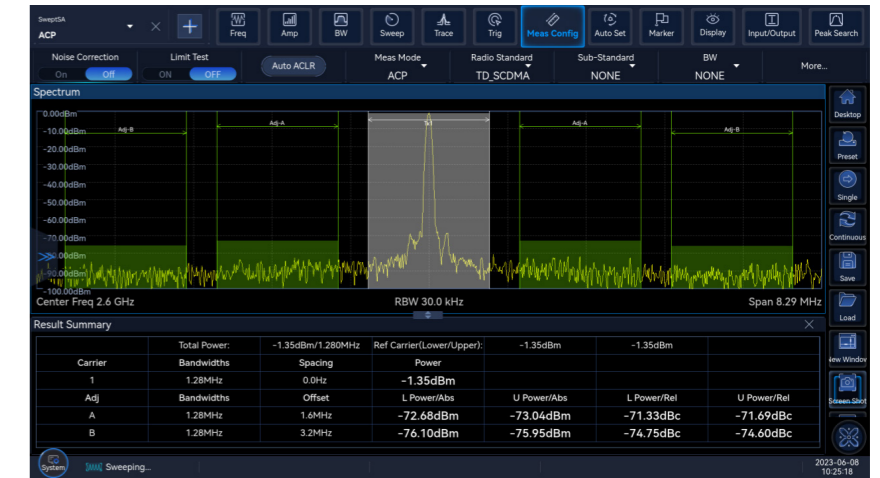 SweptSA
ACP
Freq
Amp
BW
Sweep
Trace
Trig
Meas Config
Auto Set
Marker
Display
Input/Output
Peak Search
Noise Correction
On Off
Limit Test
ON OFF
Auto ACLR
Meas Mode
ACP
Radio Standard
TD_SCDMA
Sub-Standard
NONE
BW
NONE
More...
Spectrum
0.00dBm
-10.00dBm
-20.00dBm
-30.00dBm
-40.00dBm
-50.00dBm
-60.00dBm
-70.00dBm
-90.00dBm
-100.00dBm
Adj-B
Adj-A
Adj-A
Adj-B
Center Freq 2.6 GHz RBW 30.0 kHz Span 8.29 MHz
Result Summary
Total Power: -1.35dBm/1.280MHz Ref Carrier(Lower/Upper): -1.35dBm -1.35dBm
Carrier Bandwidths Spacing Power
1 1.28MHz 0.0Hz -1.35dBm
Adj Bandwidths Offset L Power/Abs U Power/Abs L Power/Rel U Power/Rel
A 1.28MHz 1.6MHz -72.68dBm -73.04dBm -71.33dBc -71.69dBc
B 1.28MHz 3.2MHz -76.10dBm -75.95dBm -74.75dBc -74.60dBc
Desktop
Preset
Single
Continuous
Save
Load
Screen Shot
System
Sweeping...
2023-06-08
10:25:18